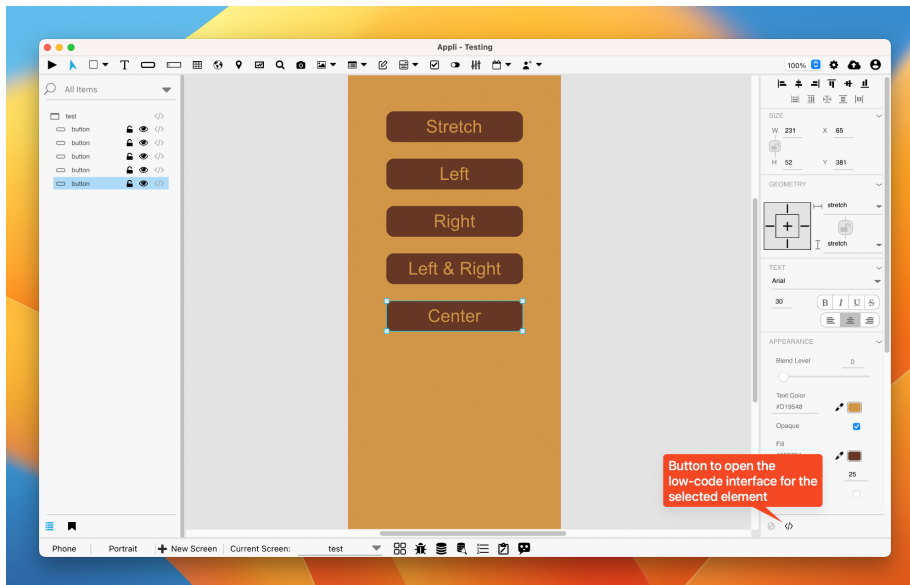 Appli - Testing
T
100%
All Items
test
</>
button
</>
button
</>
button
</>
button
</>
button
</>
Stretch
Left
Right
Left & Right
Center
SIZE
W 231 X 65
H 52 Y 381
GEOMETRY
stretch
stretch
TEXT
Arial
30 B I U S
APPEARANCE
Blend Level 0
Text Color
#D19548
Opaque
Fill
25
Button to open the
low-code interface for the
selected element
</>
Phone Portrait New Screen Current Screen: test